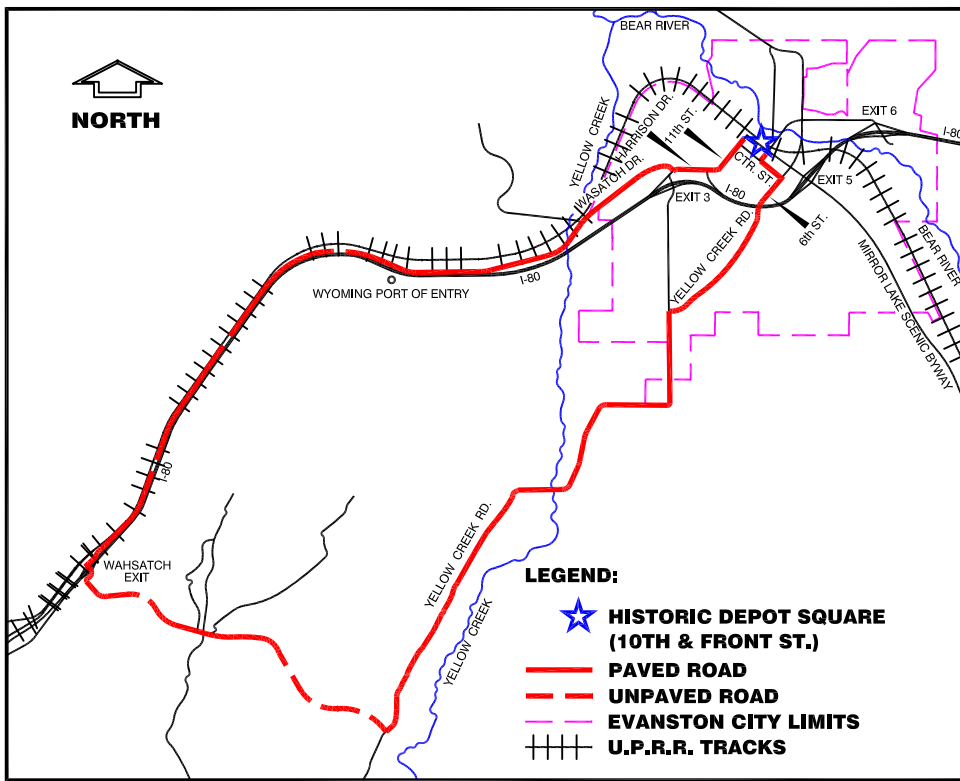 BEAR RIVER
NORTH
YELLOW CREEK
HARRISON DR.
11th ST.
WASATCH DR.
CTR. ST.
EXIT 6
I-80
EXIT 5
EXIT 3
I-80
6th ST.
YELLOW CREEK RD.
BEAR RIVER
MIRROR LAKE SCENIC BYWAY
I-80
WYOMING PORT OF ENTRY
I-80
WAHSATCH
EXIT
YELLOW CREEK RD.
YELLOW CREEK
LEGEND:
HISTORIC DEPOT SQUARE
(10TH & FRONT ST.)
PAVED ROAD
UNPAVED ROAD
EVANSTON CITY LIMITS
U.P.R.R. TRACKS